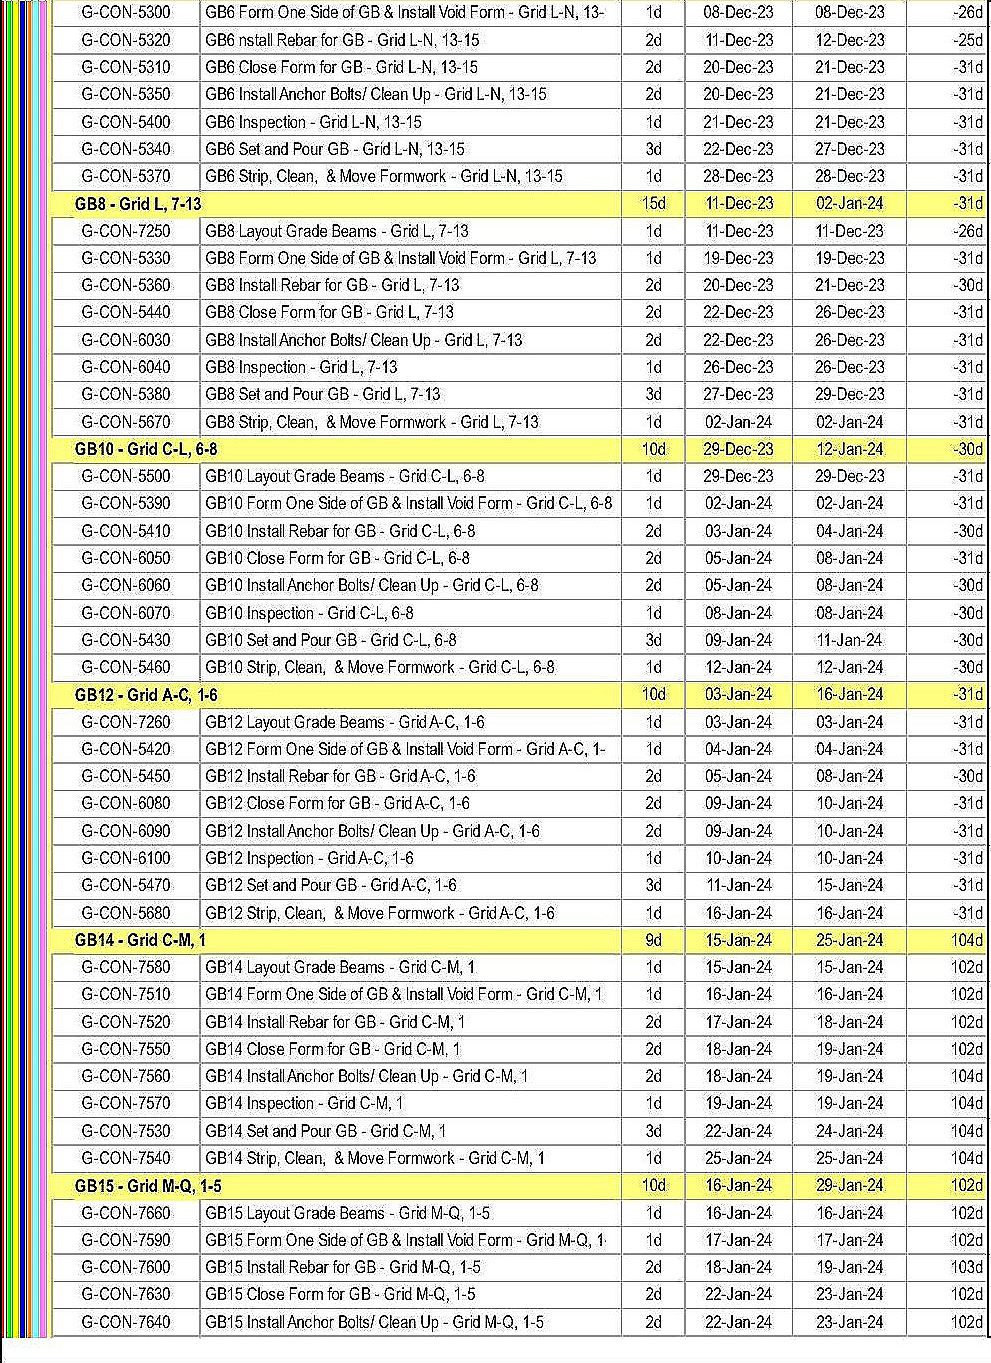 G-CON-5300 GB6 Form One Side of GB & Install Void Form - Grid L-N, 13- 1d 08-Dec-23 08-Dec-23 -26d
G-CON-5320 GB6 nstall Rebar for GB - Grid L-N, 13-15 2d 11-Dec-23 12-Dec-23 -25d
G-CON-5310 GB6 Close Form for GB - Grid L-N, 13-15 2d 20-Dec-23 21-Dec-23 -31d
G-CON-5350 GB6 Install Anchor Bolts/ Clean Up - Grid L-N, 13-15 2d 20-Dec-23 21-Dec-23 -31d
G-CON-5400 GB6 Inspection - Grid L-N, 13-15 1d 21-Dec-23 21-Dec-23 -31d
G-CON-5340 GB6 Set and Pour GB - Grid L-N, 13-15 3d 22-Dec-23 27-Dec-23 -31d
G-CON-5370 GB6 Strip, Clean, & Move Formwork - Grid L-N, 13-15 1d 28-Dec-23 28-Dec-23 -31d
GB8 - Grid L, 7-13 15d 11-Dec-23 02-Jan-24 -31d
G-CON-7250 GB8 Layout Grade Beams - Grid L, 7-13 1d 11-Dec-23 11-Dec-23 -26d
G-CON-5330 GB8 Form One Side of GB & Install Void Form - Grid L, 7-13 1d 19-Dec-23 19-Dec-23 -31d
G-CON-5360 GB8 Install Rebar for GB - Grid L, 7-13 2d 20-Dec-23 21-Dec-23 -30d
G-CON-5440 GB8 Close Form for GB - Grid L, 7-13 2d 22-Dec-23 26-Dec-23 -31d
G-CON-6030 GB8 Install Anchor Bolts/ Clean Up - Grid L, 7-13 2d 22-Dec-23 26-Dec-23 -31d
G-CON-6040 GB8 Inspection - Grid L, 7-13 1d 26-Dec-23 26-Dec-23 -31d
G-CON-5380 GB8 Set and Pour GB - Grid L, 7-13 3d 27-Dec-23 29-Dec-23 -31d
G-CON-5670 GB8 Strip, Clean, & Move Formwork - Grid L, 7-13 1d 02-Jan-24 02-Jan-24 -31d
GB10 - Grid C-L, 6-8 10d 29-Dec-23 12-Jan-24 -30d
G-CON-5500 GB10 Layout Grade Beams - Grid C-L, 6-8 1d 29-Dec-23 29-Dec-23 -31d
G-CON-5390 GB10 Form One Side of GB & Install Void Form - Grid C-L, 6-8 1d 02-Jan-24 02-Jan-24 -31d
G-CON-5410 GB10 Install Rebar for GB - Grid C-L, 6-8 2d 03-Jan-24 04-Jan-24 -30d
G-CON-6050 GB10 Close Form for GB - Grid C-L, 6-8 2d 05-Jan-24 08-Jan-24 -31d
G-CON-6060 GB10 Install Anchor Bolts/ Clean Up - Grid C-L, 6-8 2d 05-Jan-24 08-Jan-24 -30d
G-CON-6070 GB10 Inspection - Grid C-L, 6-8 1d 08-Jan-24 08-Jan-24 -30d
G-CON-5430 GB10 Set and Pour GB - Grid C-L, 6-8 3d 09-Jan-24 11-Jan-24 -30d
G-CON-5460 GB10 Strip, Clean, & Move Formwork - Grid C-L, 6-8 1d 12-Jan-24 12-Jan-24 -30d
GB12 - Grid A-C, 1-6 10d 03-Jan-24 16-Jan-24 -31d
G-CON-7260 GB12 Layout Grade Beams - Grid A-C, 1-6 1d 03-Jan-24 03-Jan-24 -31d
G-CON-5420 GB12 Form One Side of GB & Install Void Form - Grid A-C, 1- 1d 04-Jan-24 04-Jan-24 -31d
G-CON-5450 GB12 Install Rebar for GB - Grid A-C, 1-6 2d 05-Jan-24 08-Jan-24 -30d
G-CON-6080 GB12 Close Form for GB - Grid A-C, 1-6 2d 09-Jan-24 10-Jan-24 -31d
G-CON-6090 GB12 Install Anchor Bolts/ Clean Up - Grid A-C, 1-6 2d 09-Jan-24 10-Jan-24 -31d
G-CON-6100 GB12 Inspection - Grid A-C, 1-6 1d 10-Jan-24 10-Jan-24 -31d
G-CON-5470 GB12 Set and Pour GB - Grid A-C, 1-6 3d 11-Jan-24 15-Jan-24 -31d
G-CON-5680 GB12 Strip, Clean, & Move Formwork - Grid A-C, 1-6 1d 16-Jan-24 16-Jan-24 -31d
GB14 - Grid C-M, 1 9d 15-Jan-24 25-Jan-24 104d
G-CON-7580 GB14 Layout Grade Beams - Grid C-M, 1 1d 15-Jan-24 15-Jan-24 102d
G-CON-7510 GB14 Form One Side of GB & Install Void Form - Grid C-M, 1 1d 16-Jan-24 16-Jan-24 102d
G-CON-7520 GB14 Install Rebar for GB - Grid C-M, 1 2d 17-Jan-24 18-Jan-24 102d
G-CON-7550 GB14 Close Form for GB - Grid C-M, 1 2d 18-Jan-24 19-Jan-24 102d
G-CON-7560 GB14 Install Anchor Bolts/ Clean Up - Grid C-M, 1 2d 18-Jan-24 19-Jan-24 104d
G-CON-7570 GB14 Inspection - Grid C-M, 1 1d 19-Jan-24 19-Jan-24 104d
G-CON-7530 GB14 Set and Pour GB - Grid C-M, 1 3d 22-Jan-24 24-Jan-24 104d
G-CON-7540 GB14 Strip, Clean, & Move Formwork - Grid C-M, 1 1d 25-Jan-24 25-Jan-24 104d
GB15 - Grid M-Q, 1-5 10d 16-Jan-24 29-Jan-24 102d
G-CON-7660 GB15 Layout Grade Beams - Grid M-Q, 1-5 1d 16-Jan-24 16-Jan-24 102d
G-CON-7590 GB15 Form One Side of GB & Install Void Form - Grid M-Q, 1- 1d 17-Jan-24 17-Jan-24 102d
G-CON-7600 GB15 Install Rebar for GB - Grid M-Q, 1-5 2d 18-Jan-24 19-Jan-24 103d
G-CON-7630 GB15 Close Form for GB - Grid M-Q, 1-5 2d 22-Jan-24 23-Jan-24 102d
G-CON-7640 GB15 Install Anchor Bolts/ Clean Up - Grid M-Q, 1-5 2d 22-Jan-24 23-Jan-24 102d